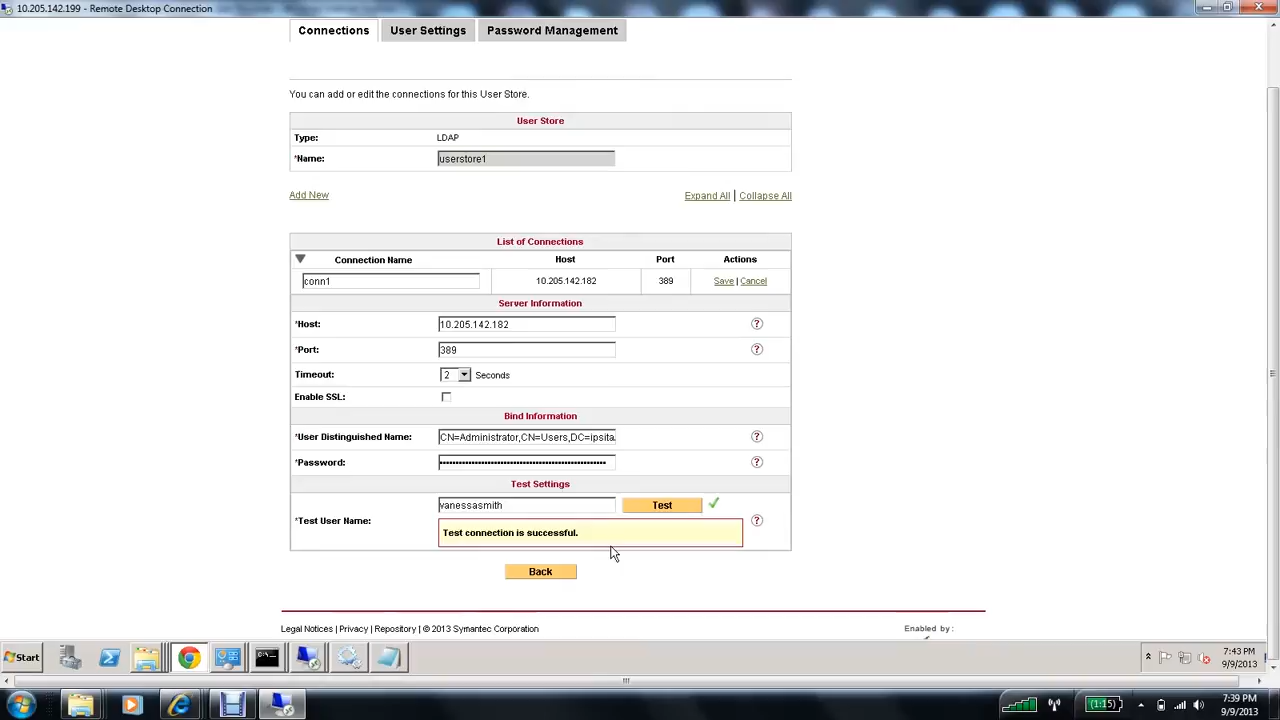 10.205.142.199 - Remote Desktop Connection
Connections
User Settings
Password Management
You can add or edit the connections for this User Store.
User Store
Type:
LDAP
*Name:
userstore1
Add New
Expand All | Collapse All
List of Connections
Connection Name
Host
Port
Actions
conn1
10.205.142.182
389
Save | Cancel
Server Information
*Host:
10.205.142.182
?
*Port:
389
?
Timeout:
2
Seconds
Enable SSL:
Bind Information
*User Distinguished Name:
CN=Administrator,CN=Users,DC=ipsita.
?
*Password:
?
Test Settings
*Test User Name:
vanessasmith
Test
Test connection is successful.
?
Back
Legal Notices | Privacy | Repository | © 2013 Symantec Corporation
Enabled by :
Start
7:43 PM
9/9/2013
(1:15)
7:39 PM
9/9/2013